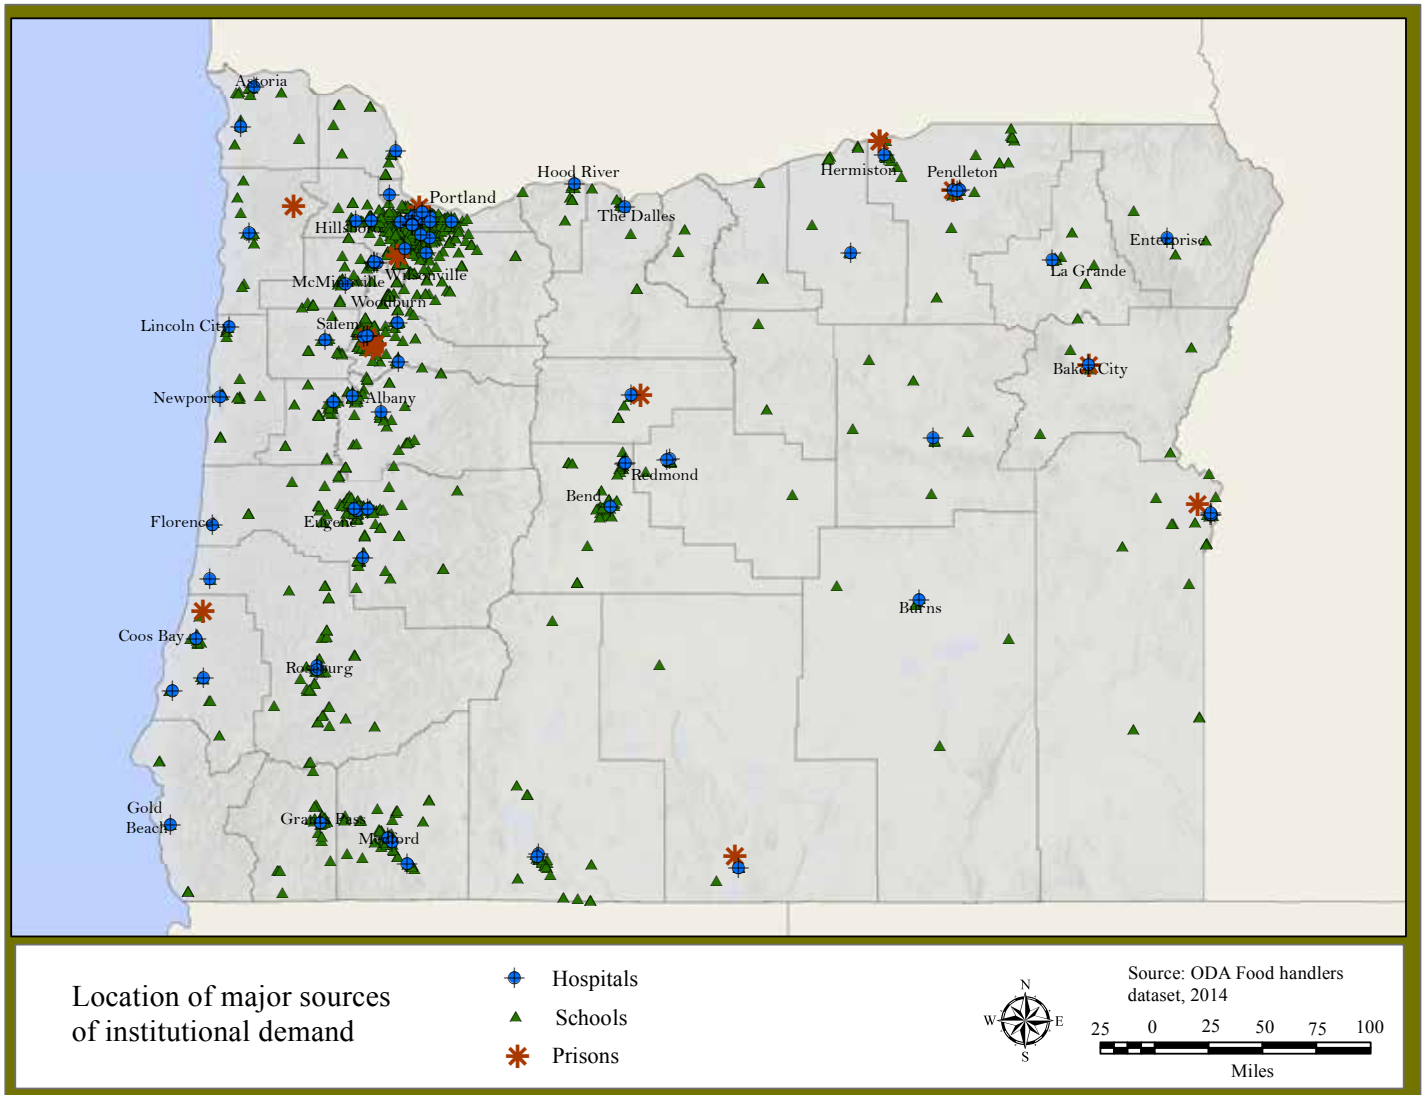 Astoria
Hood River
Portland
The Dalles
Hermiston
Pendleton
Hillsboro
Enterprise
La Grande
McMinnville
Wilsonville
Woodburn
Lincoln City
Salem
Baker City
Newport
Albany
Redmond
Bend
Florence
Eugene
Burns
Coos Bay
Roseburg
Gold
Beach
Grants Pass
Medford
Location of major sources
of institutional demand
Hospitals
Schools
Prisons
N
W
E
S
Source: ODA Food handlers
dataset, 2014
25 0 25 50 75 100
Miles